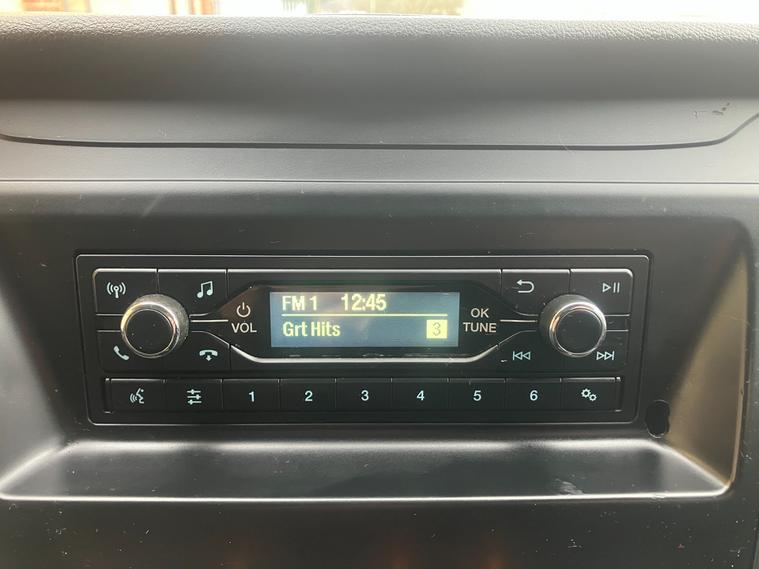 FM 1 12:45
Grt Hits 3
VOL
OK
TUNE
1 2 3 4 5 6